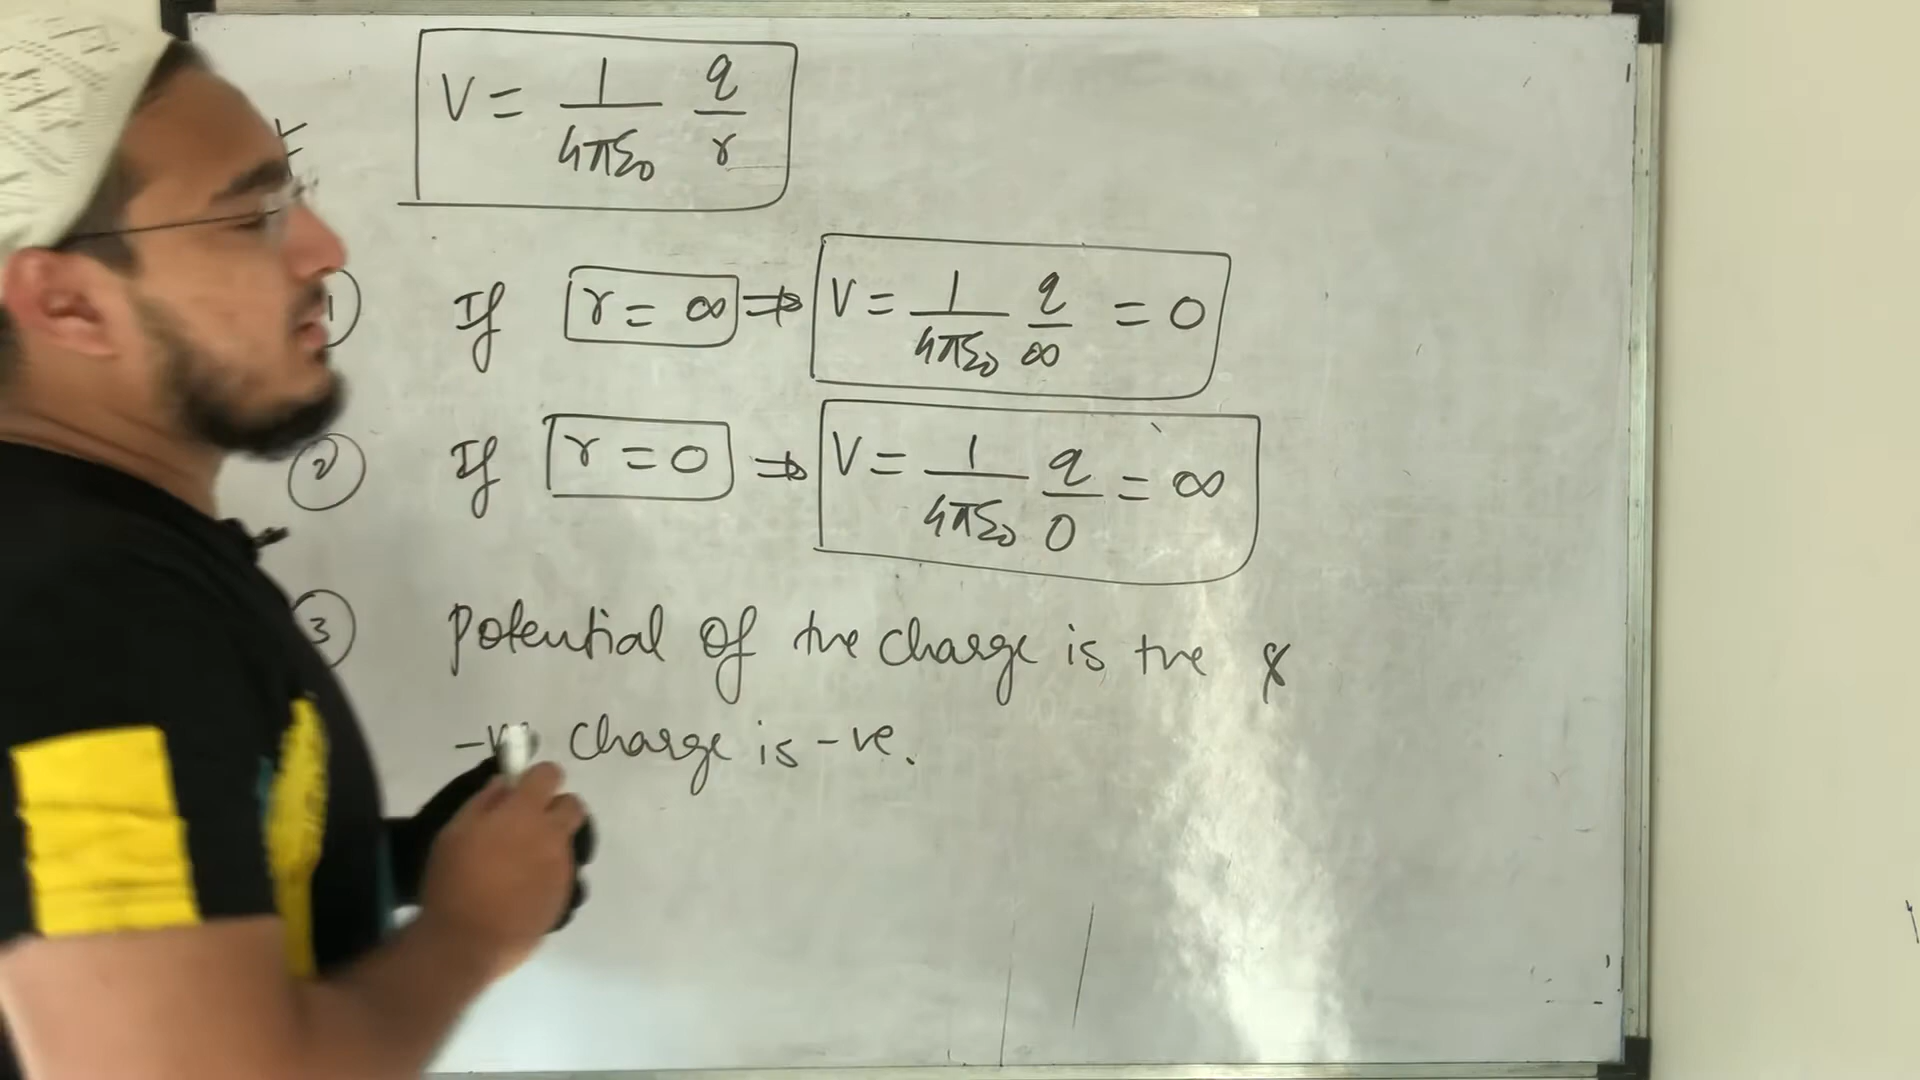 V = 1/4πε₀ q/r
① If r = ∞ ⇒ V = 1/4πε₀ q/∞ = 0
② If r = 0 ⇒ V = 1/4πε₀ q/0 = ∞
③ Potential of +ve charge is +ve &
-ve charge is -ve.